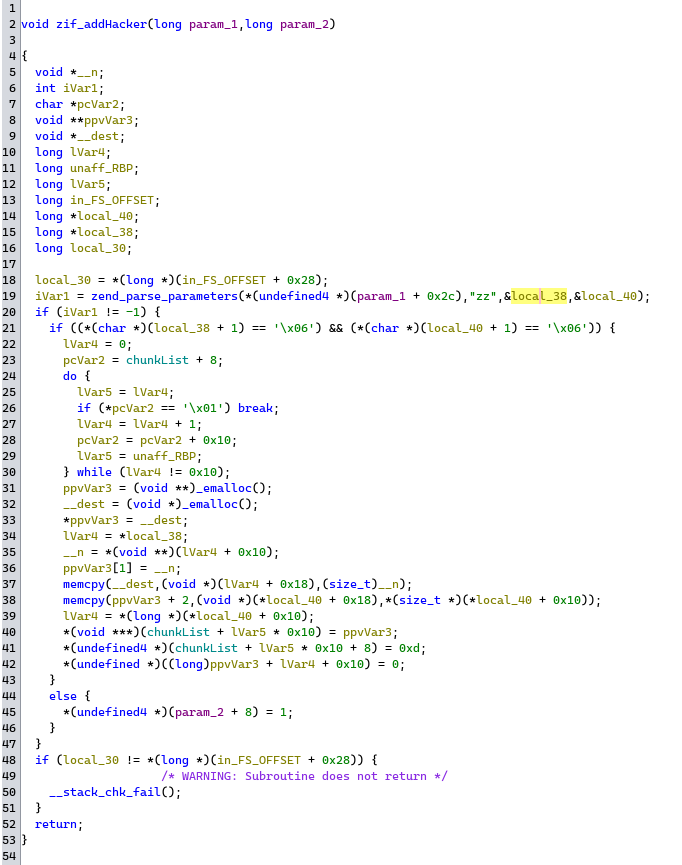 1
2 void zif_addHacker(long param_1,long param_2)
3
4 {
5   void *__n;
6   int iVar1;
7   char *pcVar2;
8   void **ppvVar3;
9   void *__dest;
10   long lVar4;
11   long unaff_RBP;
12   long lVar5;
13   long in_FS_OFFSET;
14   long *local_40;
15   long *local_38;
16   long local_30;
17
18   local_30 = *(long *)(in_FS_OFFSET + 0x28);
19   iVar1 = zend_parse_parameters(*(undefined4 *)(param_1 + 0x2c),"zz",&local_38,&local_40);
20   if (iVar1 != -1) {
21     if ((*(char *)(local_38 + 1) == '\x06') && (*(char *)(local_40 + 1) == '\x06')) {
22       lVar4 = 0;
23       pcVar2 = chunkList + 8;
24       do {
25         lVar5 = lVar4;
26         if (*pcVar2 == '\x01') break;
27         lVar4 = lVar4 + 1;
28         pcVar2 = pcVar2 + 0x10;
29         lVar5 = unaff_RBP;
30       } while (lVar4 != 0x10);
31       ppvVar3 = (void **)_emalloc();
32       __dest = (void *)_emalloc();
33       *ppvVar3 = __dest;
34       lVar4 = *local_38;
35       __n = *(void **)(lVar4 + 0x10);
36       ppvVar3[1] = __n;
37       memcpy(__dest,(void *)(lVar4 + 0x18),(size_t)__n);
38       memcpy(ppvVar3 + 2,(void *)(*local_40 + 0x18),*(size_t *)(*local_40 + 0x10));
39       lVar4 = *(long *)(*local_40 + 0x10);
40       *(void ***)(chunkList + lVar5 * 0x10) = ppvVar3;
41       *(undefined4 *)(chunkList + lVar5 * 0x10 + 8) = 0xd;
42       *(undefined *)((long)ppvVar3 + lVar4 + 0x10) = 0;
43     }
44     else {
45       *(undefined4 *)(param_2 + 8) = 1;
46     }
47   }
48   if (local_30 != *(long *)(in_FS_OFFSET + 0x28)) {
49                     /* WARNING: Subroutine does not return */
50     __stack_chk_fail();
51   }
52   return;
53 }
54